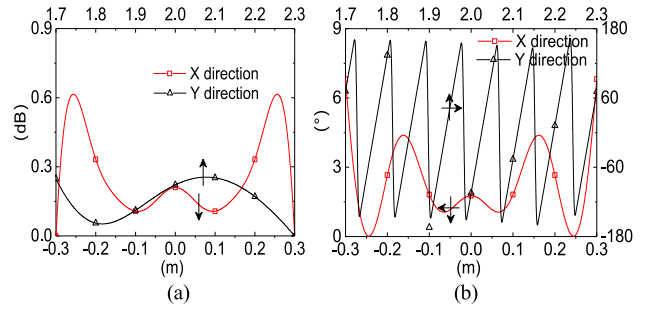 1.7 1.8 1.9 2.0 2.1 2.2 2.3
0.9
0.6
0.3
0.0
(dB)
X direction
Y direction
-0.3 -0.2 -0.1 0.0 0.1 0.2 0.3
(m)
(a)
1.7 1.8 1.9 2.0 2.1 2.2 2.3
9
6
3
0
(°)
X direction
Y direction
180
60
-60
-180
(°)
-0.3 -0.2 -0.1 0.0 0.1 0.2 0.3
(m)
(b)